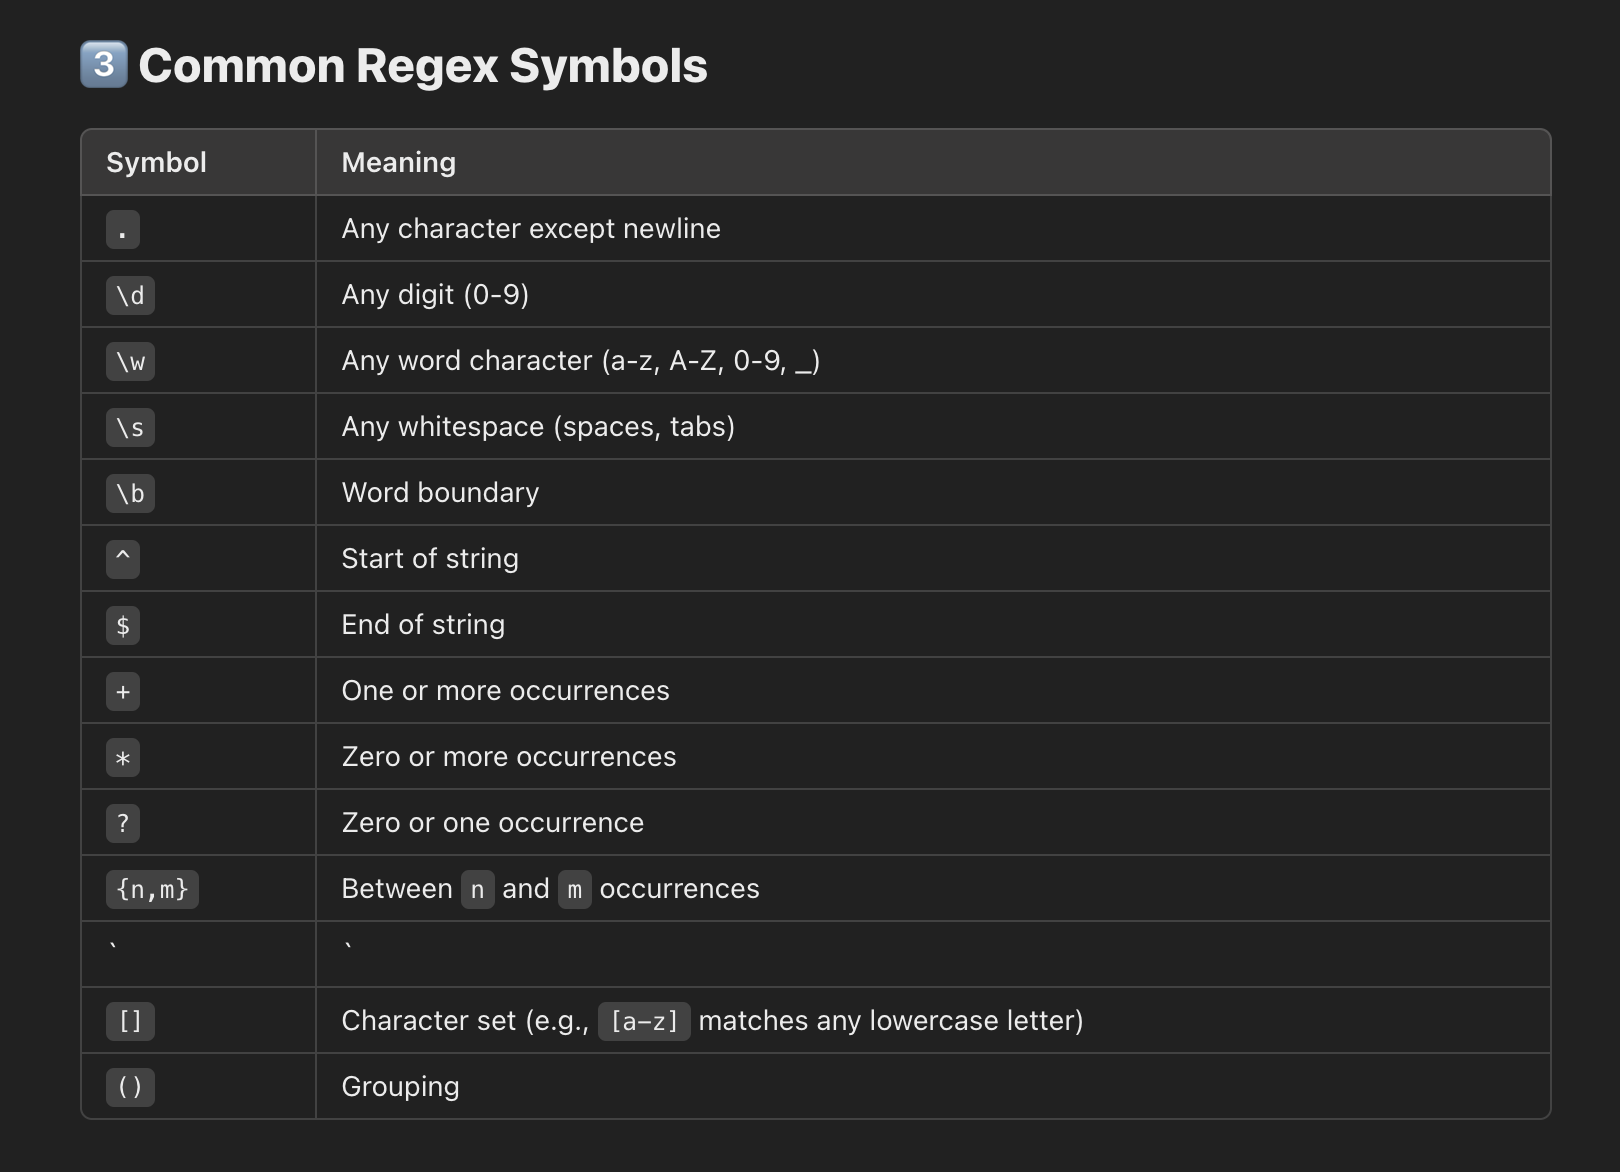 3 Common Regex Symbols
Symbol Meaning
. Any character except newline
\d Any digit (0-9)
\w Any word character (a-z, A-Z, 0-9, _)
\s Any whitespace (spaces, tabs)
\b Word boundary
^ Start of string
$ End of string
+ One or more occurrences
* Zero or more occurrences
? Zero or one occurrence
{n,m} Between n and m occurrences
` `
[] Character set (e.g., [a-z] matches any lowercase letter)
() Grouping